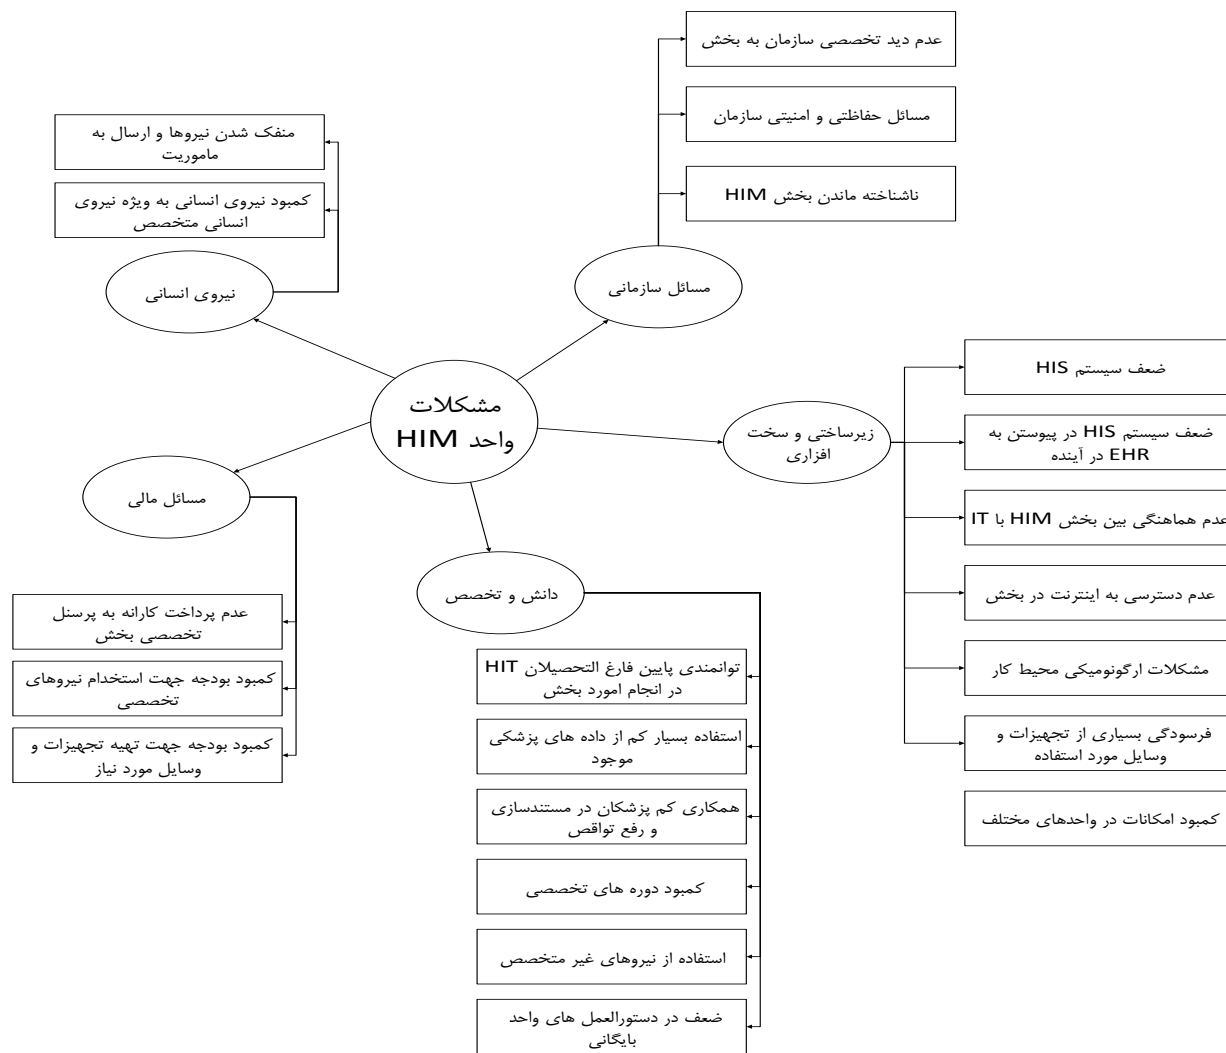 عدم دید تخصصی سازمان به بخش
مسائل حفاظتی و امنیتی سازمان
ناشناخته ماندن بخش HIM
مسائل سازمانی
منفک شدن نیروها و ارسال به
ماموریت
کمبود نیروی انسانی به ویژه نیروی
انسانی متخصص
نیروی انسانی
مشکلات
واحد HIM
زیرساختی و سخت
افزاری
ضعف سیستم HIS
ضعف سیستم HIS در پیوستن به
EHR در آینده
عدم هماهنگی بین بخش HIM با IT
عدم دسترسی به اینترنت در بخش
مشکلات ارگونومیکی محیط کار
فرسودگی بسیاری از تجهیزات و
وسایل مورد استفاده
کمبود امکانات در واحدهای مختلف
مسائل مالی
عدم پرداخت کارانه به پرسنل
تخصصی بخش
کمبود بودجه جهت استخدام نیروهای
تخصصی
کمبود بودجه جهت تهیه تجهیزات و
وسایل مورد نیاز
دانش و تخصص
توانمندی پایین فارغ التحصیلان HIT
در انجام امورد بخش
استفاده بسیار کم از داده های پزشکی
موجود
همکاری کم پزشکان در مستندسازی
و رفع تواقص
کمبود دوره های تخصصی
استفاده از نیروهای غیر متخصص
ضعف در دستورالعمل های واحد
بایگانی